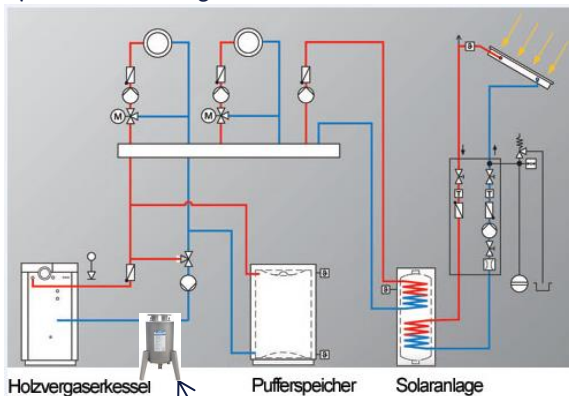 M
M
T
T
Holzvergaserkessel
Pufferspeicher
Solaranlage